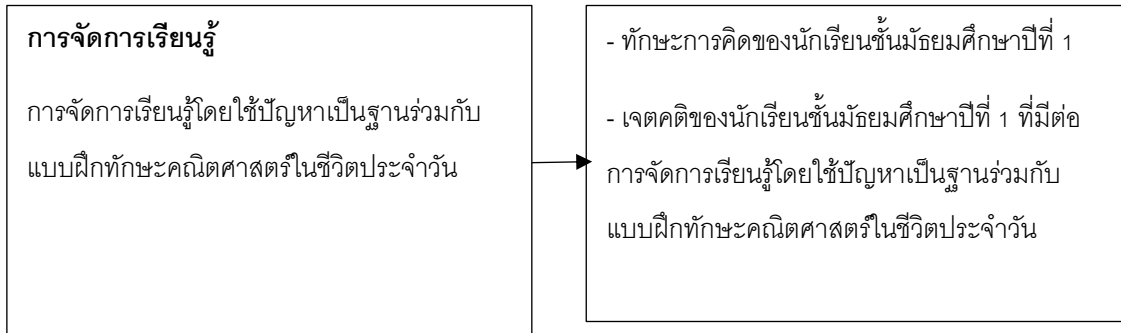 การจัดการเรียนรู้
การจัดการเรียนรู้โดยใช้ปัญหาเป็นฐานร่วมกับ
แบบฝึกทักษะคณิตศาสตร์ในชีวิตประจำวัน
- ทักษะการคิดของนักเรียนชั้นมัธยมศึกษาปีที่ 1
- เจตคติของนักเรียนชั้นมัธยมศึกษาปีที่ 1 ที่มีต่อ
การจัดการเรียนรู้โดยใช้ปัญหาเป็นฐานร่วมกับ
แบบฝึกทักษะคณิตศาสตร์ในชีวิตประจำวัน